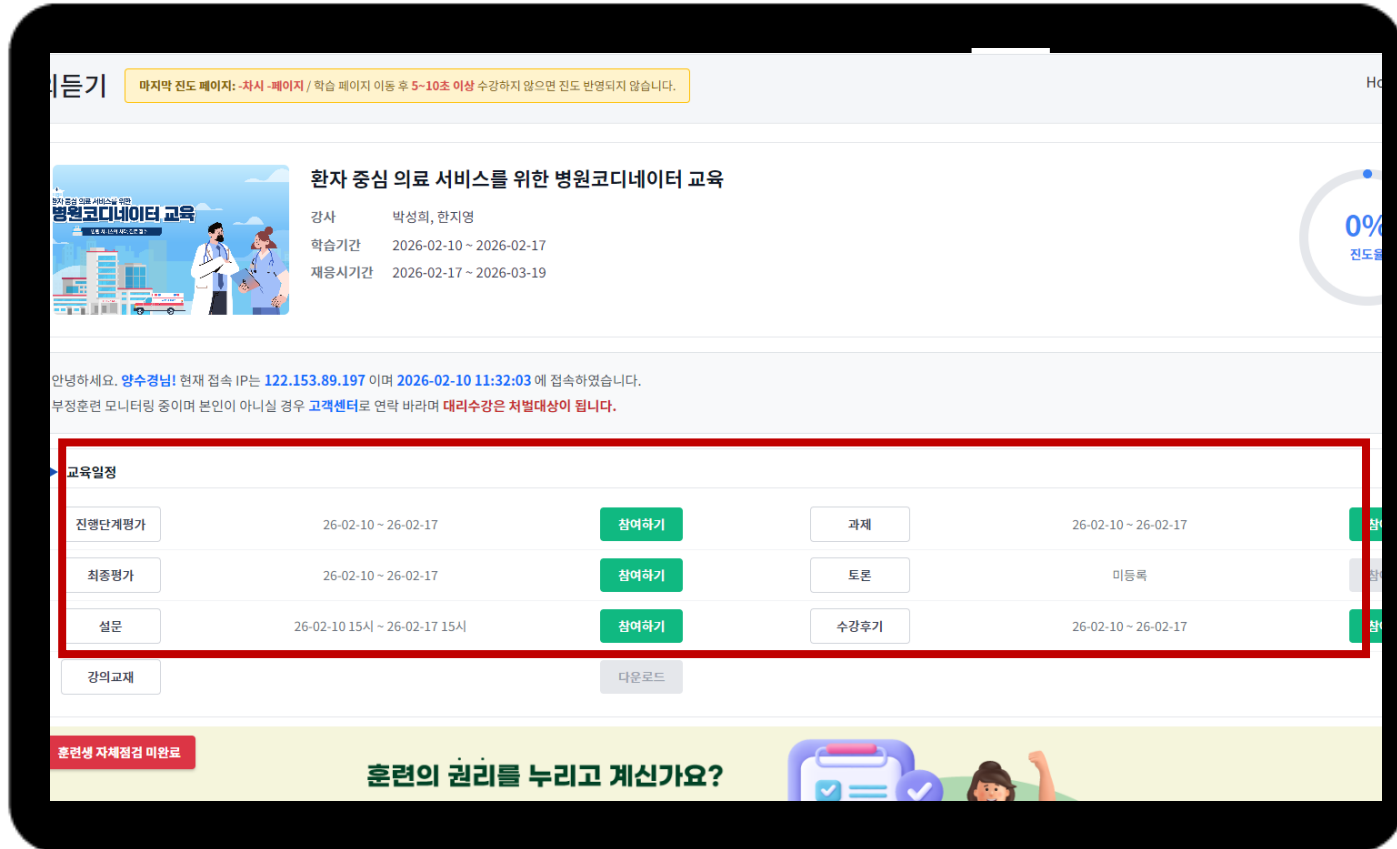 의듣기
마지막 진도 페이지: -차시 -페이지 / 학습 페이지 이동 후 5~10초 이상 수강하지 않으면 진도 반영되지 않습니다.
환자 중심 의료 서비스를 위한
병원코디네이터 교육
환자 중심 의료 서비스를 위한 병원코디네이터 교육
강사 박성희, 한지영
학습기간 2026-02-10 ~ 2026-02-17
재응시기간 2026-02-17 ~ 2026-03-19
0%
진도율
안녕하세요. 양수경님! 현재 접속 IP는 122.153.89.197 이며 2026-02-10 11:32:03 에 접속하였습니다.
부정훈련 모니터링 중이며 본인이 아니실 경우 고객센터로 연락 바라며 대리수강은 처벌대상이 됩니다.
교육일정
진행단계평가 26-02-10 ~ 26-02-17 참여하기 과제 26-02-10 ~ 26-02-17
최종평가 26-02-10 ~ 26-02-17 참여하기 토론 미등록
설문 26-02-10 15시 ~ 26-02-17 15시 참여하기 수강후기 26-02-10 ~ 26-02-17
강의교재 다운로드
훈련생 자체점검 미완료
훈련의 권리를 누리고 계신가요?